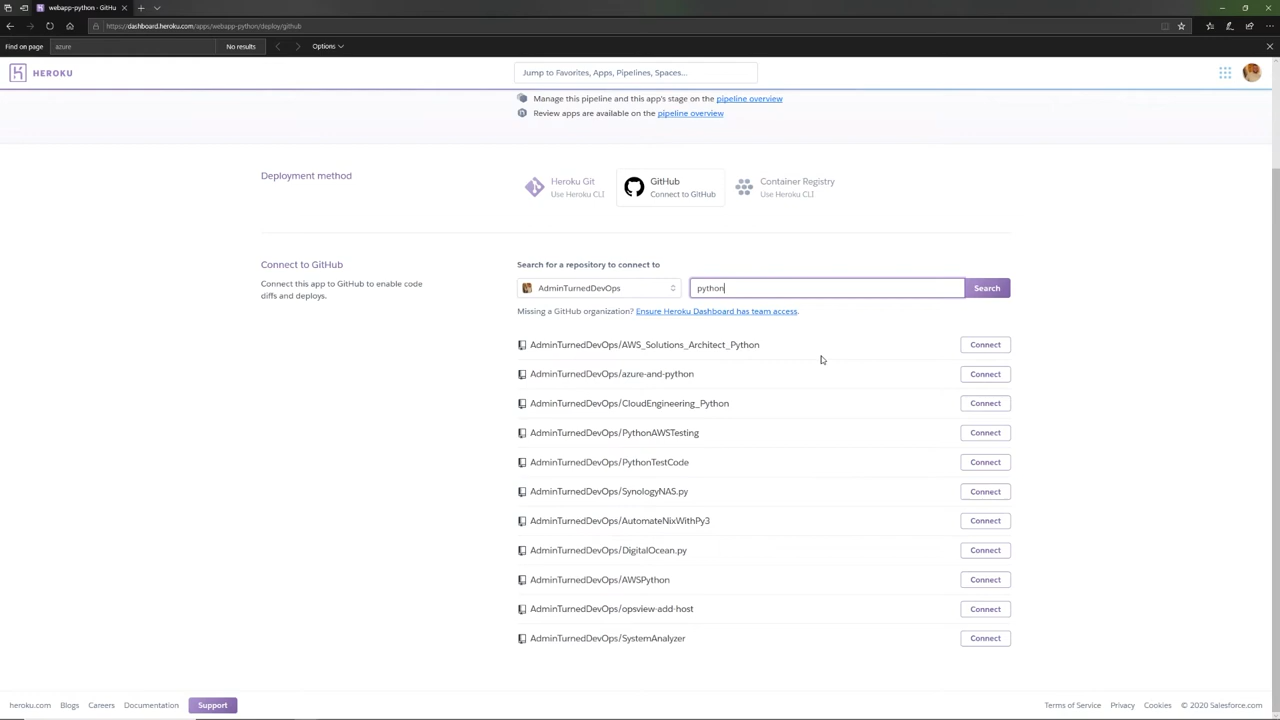 webapp-python - GitHu
https://dashboard.heroku.com/apps/webapp-python/deploy/github
Find on page azure No results Options
HEROKU Jump to Favorites, Apps, Pipelines, Spaces...
Manage this pipeline and this app's stage on the pipeline overview
Review apps are available on the pipeline overview
Deployment method
Heroku Git
Use Heroku CLI
GitHub
Connect to GitHub
Container Registry
Use Heroku CLI
Connect to GitHub
Connect this app to GitHub to enable code
diffs and deploys.
Search for a repository to connect to
AdminTurnedDevOps python Search
Missing a GitHub organization? Ensure Heroku Dashboard has team access.
AdminTurnedDevOps/AWS_Solutions_Architect_Python Connect
AdminTurnedDevOps/azure-and-python Connect
AdminTurnedDevOps/CloudEngineering_Python Connect
AdminTurnedDevOps/PythonAWSTesting Connect
AdminTurnedDevOps/PythonTestCode Connect
AdminTurnedDevOps/SynologyNAS.py Connect
AdminTurnedDevOps/AutomateNixWithPy3 Connect
AdminTurnedDevOps/DigitalOcean.py Connect
AdminTurnedDevOps/AWSPython Connect
AdminTurnedDevOps/opsview-add-host Connect
AdminTurnedDevOps/SystemAnalyzer Connect
heroku.com Blogs Careers Documentation Support Terms of Service Privacy Cookies © 2020 Salesforce.com